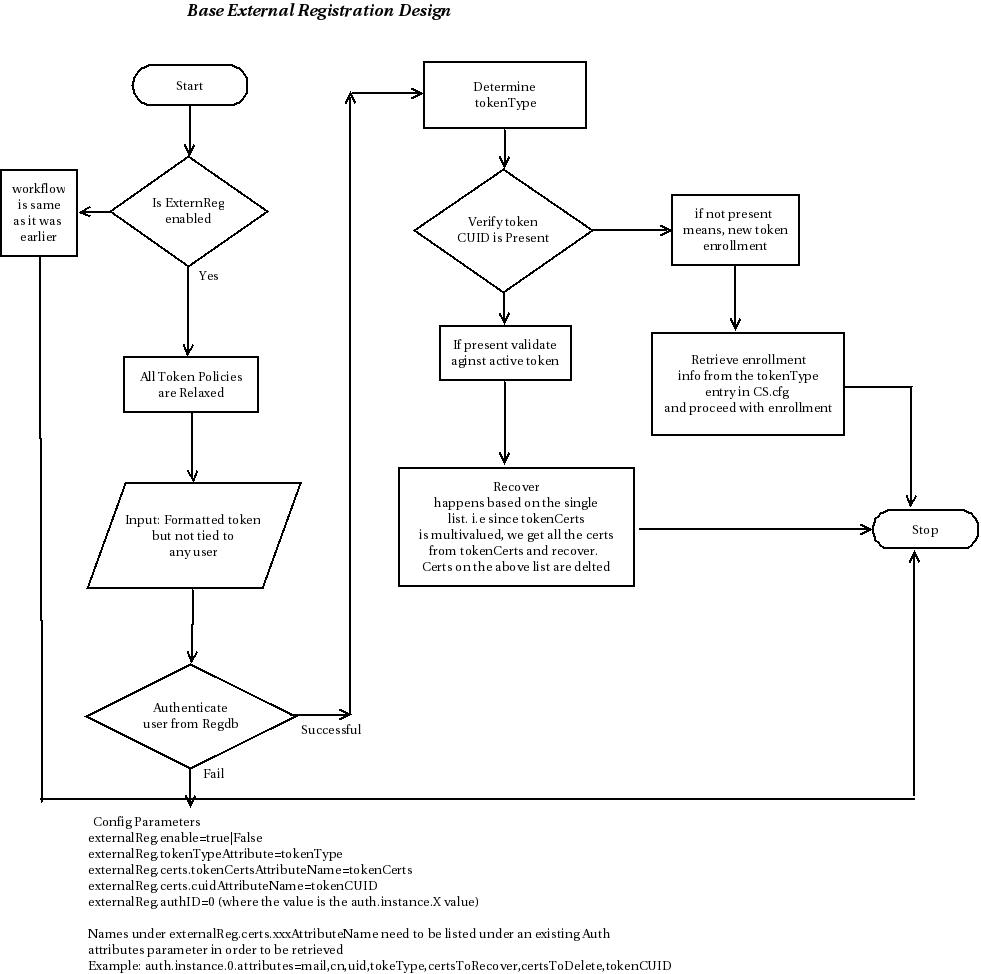 Base External Registration Design
Start
Is ExternReg
enabled
workflow
is same
as it was
earlier
Yes
All Token Policies
are Relaxed
Input: Formatted token
but not tied to
any user
Authenticate
user from Regdb
Successful
Fail
Determine
tokenType
Verify token
CUID is Present
if not present
means, new token
enrollment
If present validate
aginst active token
Retrieve enrollment
info from the tokenType
entry in CS.cfg
and proceed with enrollment
Recover
happens based on the single
list. i.e since tokenCerts
is multivalued, we get all the certs
from tokenCerts and recover.
Certs on the above list are delted
Stop
Config Parameters
externalReg.enable=true|False
externalReg.tokenTypeAttribute=tokenType
externalReg.certs.tokenCertsAttributeName=tokenCerts
externalReg.certs.cuidAttributeName=tokenCUID
externalReg.authID=0 (where the value is the auth.instance.X value)
Names under externalReg.certs.xxxAttributeName need to be listed under an existing Auth
attributes parameter in order to be retrieved
Example: auth.instance.0.attributes=mail,cn,uid,tokeType,certsToRecover,certsToDelete,tokenCUID